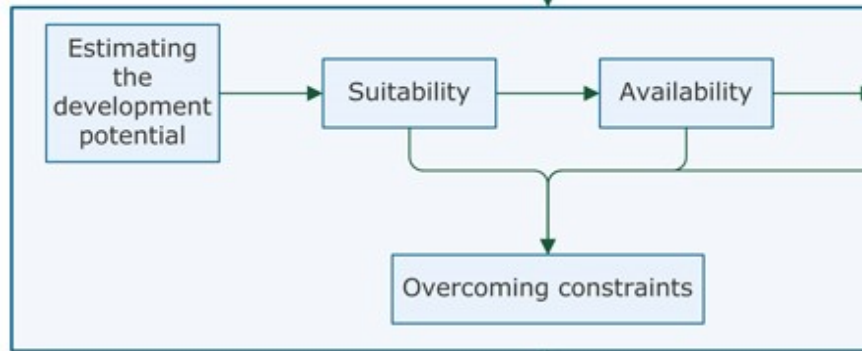 Estimating
the
development
potential
Suitability
Availability
Overcoming constraints